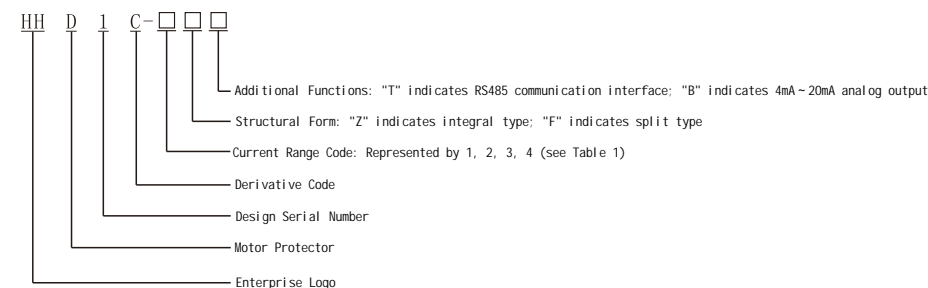 HH D 1 C-□□□
Additional Functions: "T" indicates RS485 communication interface; "B" indicates 4mA~20mA analog output
Structural Form: "Z" indicates integral type; "F" indicates split type
Current Range Code: Represented by 1, 2, 3, 4 (see Table 1)
Derivative Code
Design Serial Number
Motor Protector
Enterprise Logo